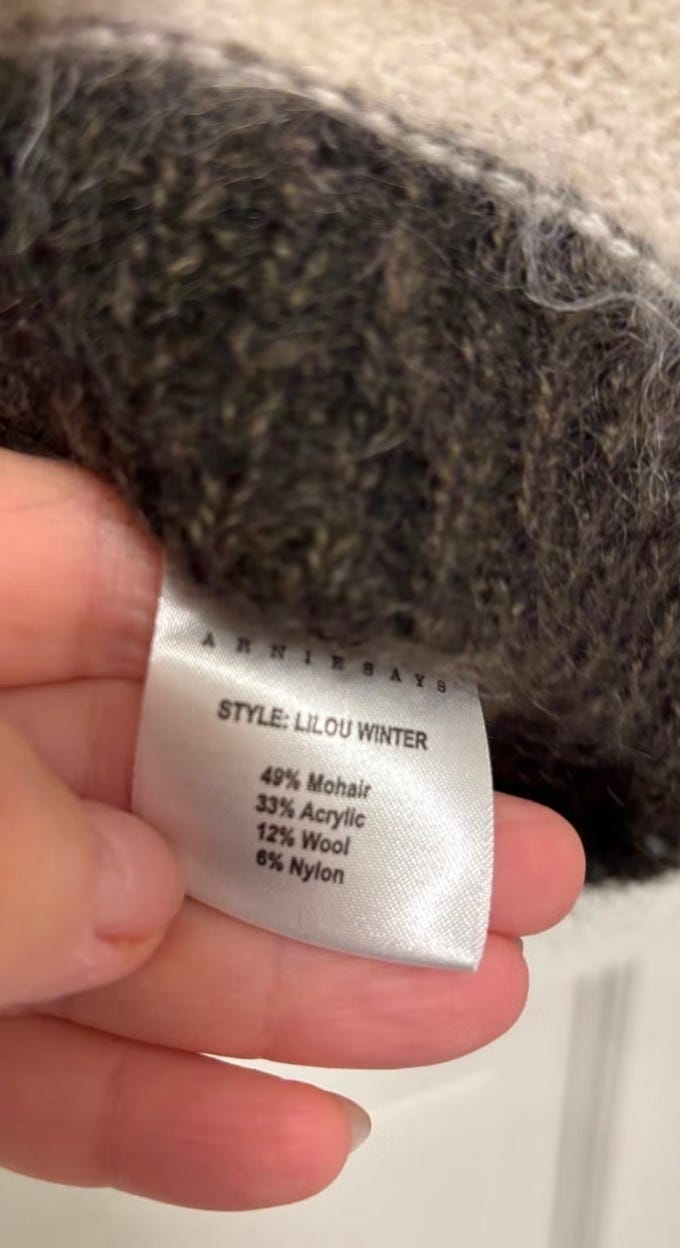 ARNIESAYS
STYLE: LILOU WINTER
49% Mohair
33% Acrylic
12% Wool
6% Nylon